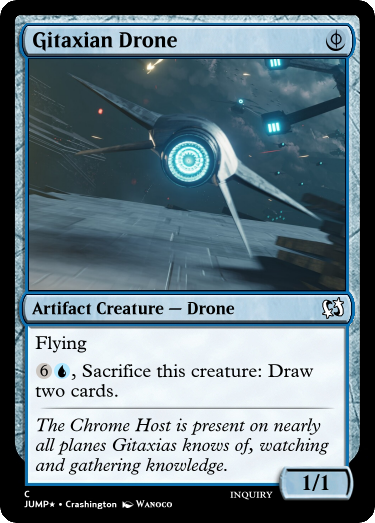 Gitaxian Drone
Artifact Creature — Drone
Flying
6, Sacrifice this creature: Draw
two cards.
The Chrome Host is present on nearly
all planes Gitaxias knows of, watching
and gathering knowledge.
1/1
C
JUMP★ • Crashington Wanoco
INQUIRY